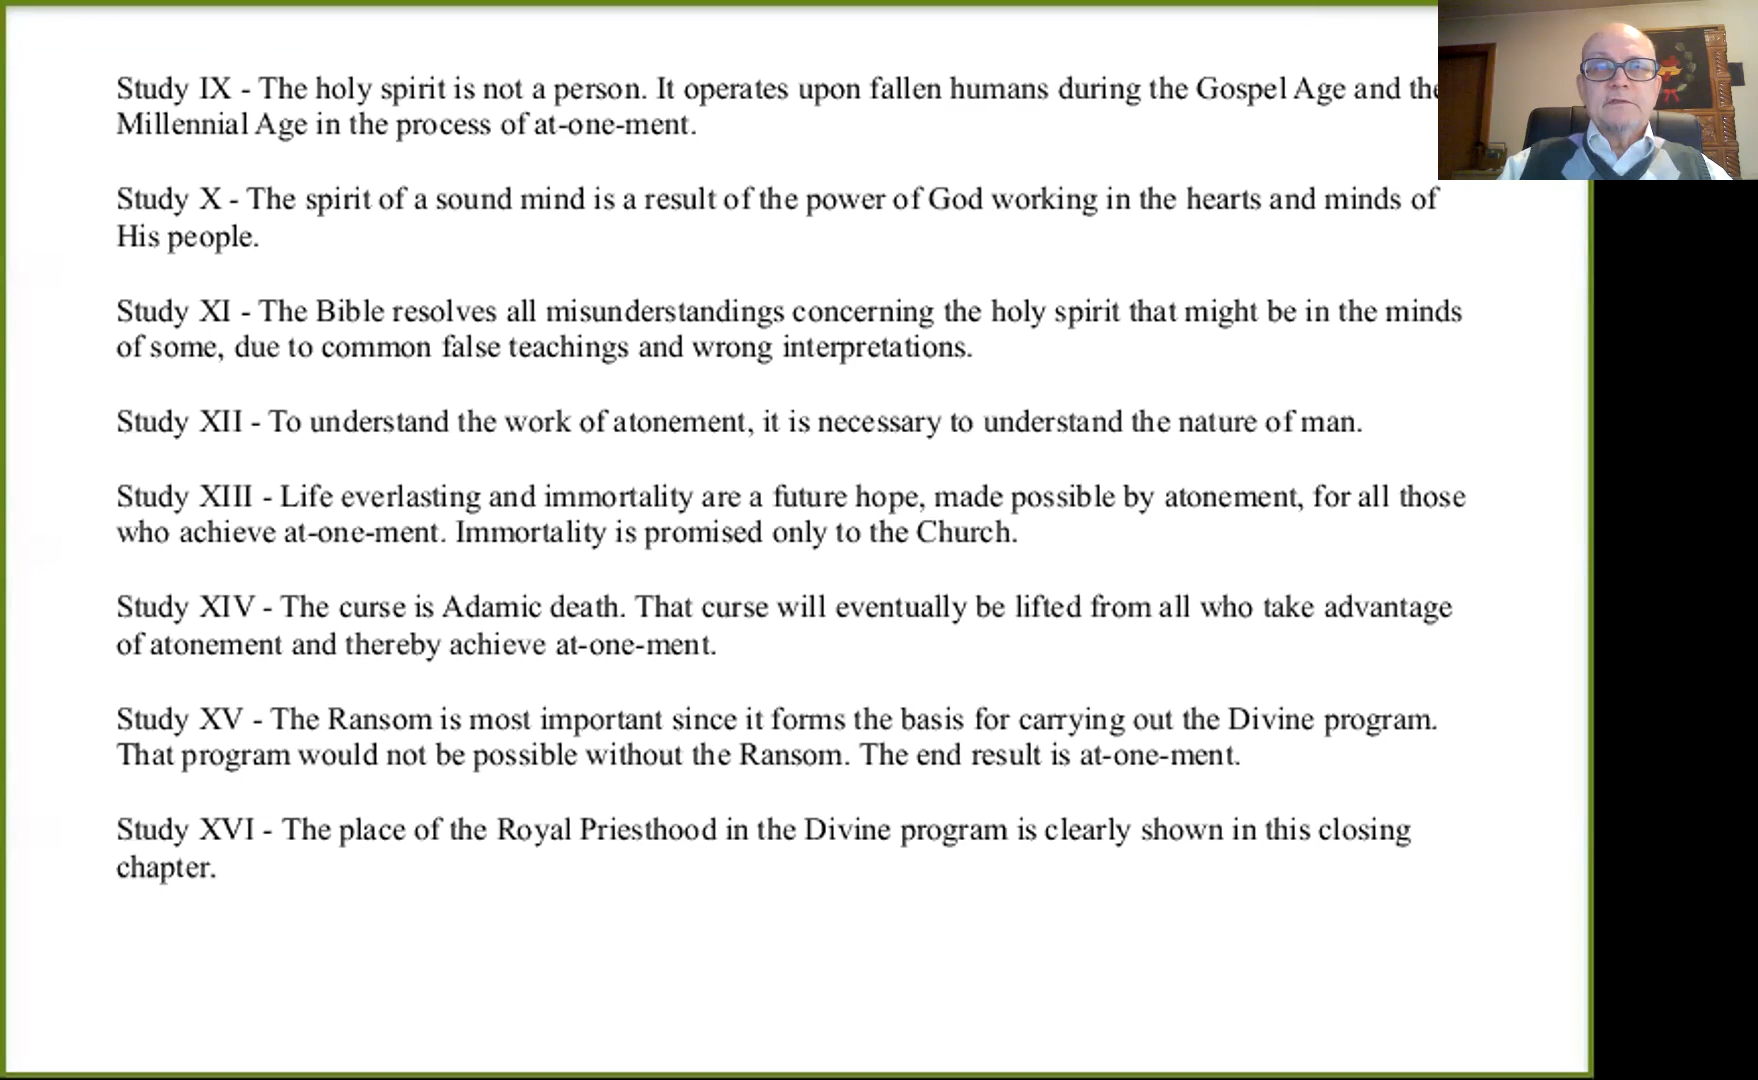 Study IX - The holy spirit is not a person. It operates upon fallen humans during the Gospel Age and the
Millennial Age in the process of at-one-ment.
Study X - The spirit of a sound mind is a result of the power of God working in the hearts and minds of
His people.
Study XI - The Bible resolves all misunderstandings concerning the holy spirit that might be in the minds
of some, due to common false teachings and wrong interpretations.
Study XII - To understand the work of atonement, it is necessary to understand the nature of man.
Study XIII - Life everlasting and immortality are a future hope, made possible by atonement, for all those
who achieve at-one-ment. Immortality is promised only to the Church.
Study XIV - The curse is Adamic death. That curse will eventually be lifted from all who take advantage
of atonement and thereby achieve at-one-ment.
Study XV - The Ransom is most important since it forms the basis for carrying out the Divine program.
That program would not be possible without the Ransom. The end result is at-one-ment.
Study XVI - The place of the Royal Priesthood in the Divine program is clearly shown in this closing
chapter.